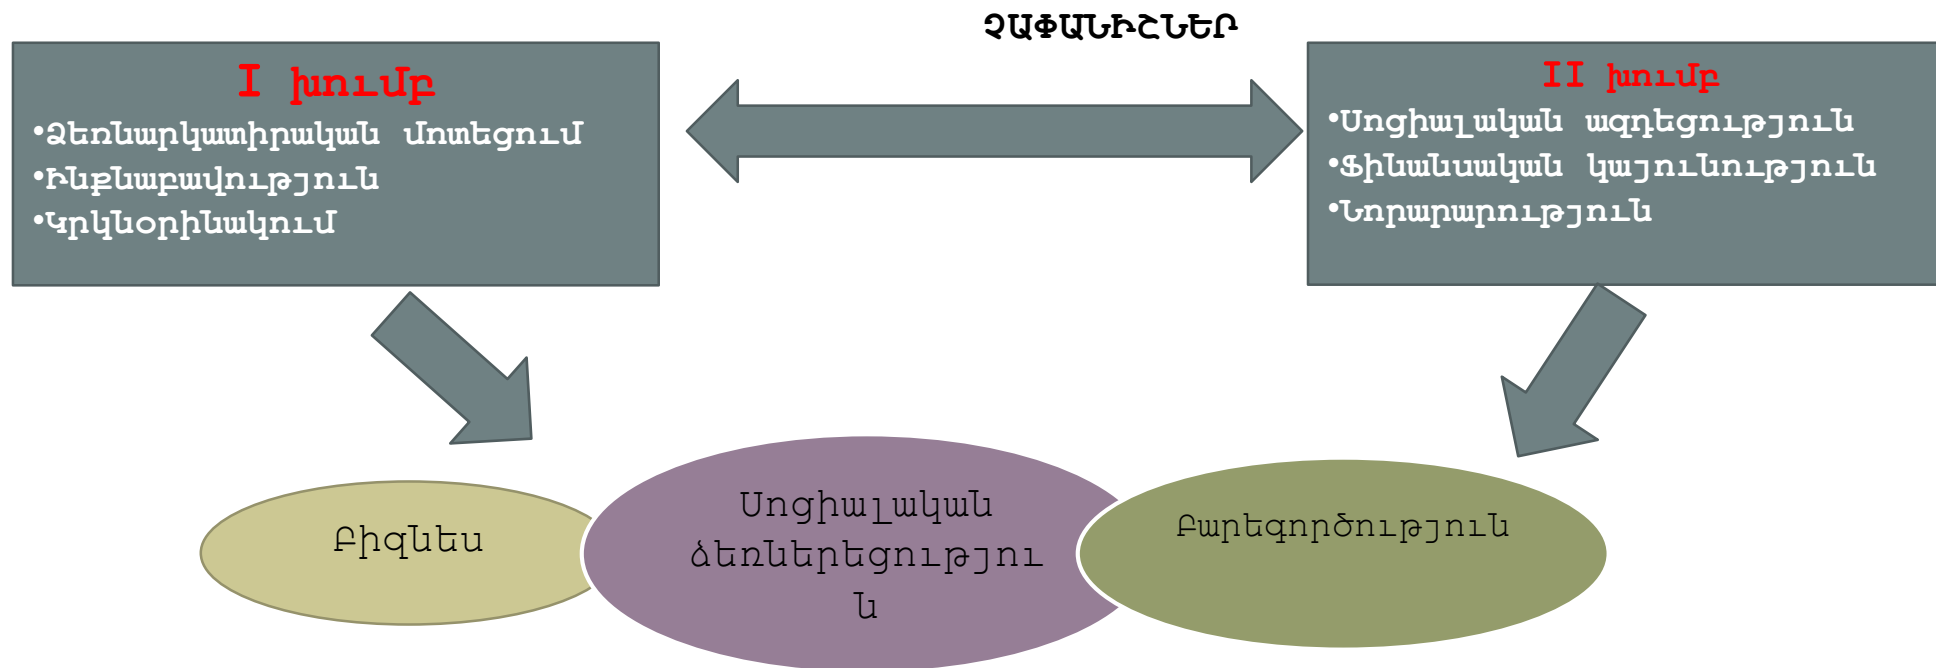 ՉԱՓԱՆԻՇՆԵՐ
I խումբ
•Ձեռնարկատիրական մոտեցում
•Ինքնաբավություն
•Կրկնօրինակում
II խումբ
•Սոցիալական ազդեցություն
•Ֆինանսական կայունություն
•Նորարարություն
Բիզնես
Սոցիալական
ձեռներեցությու
ն
Բարեգործություն